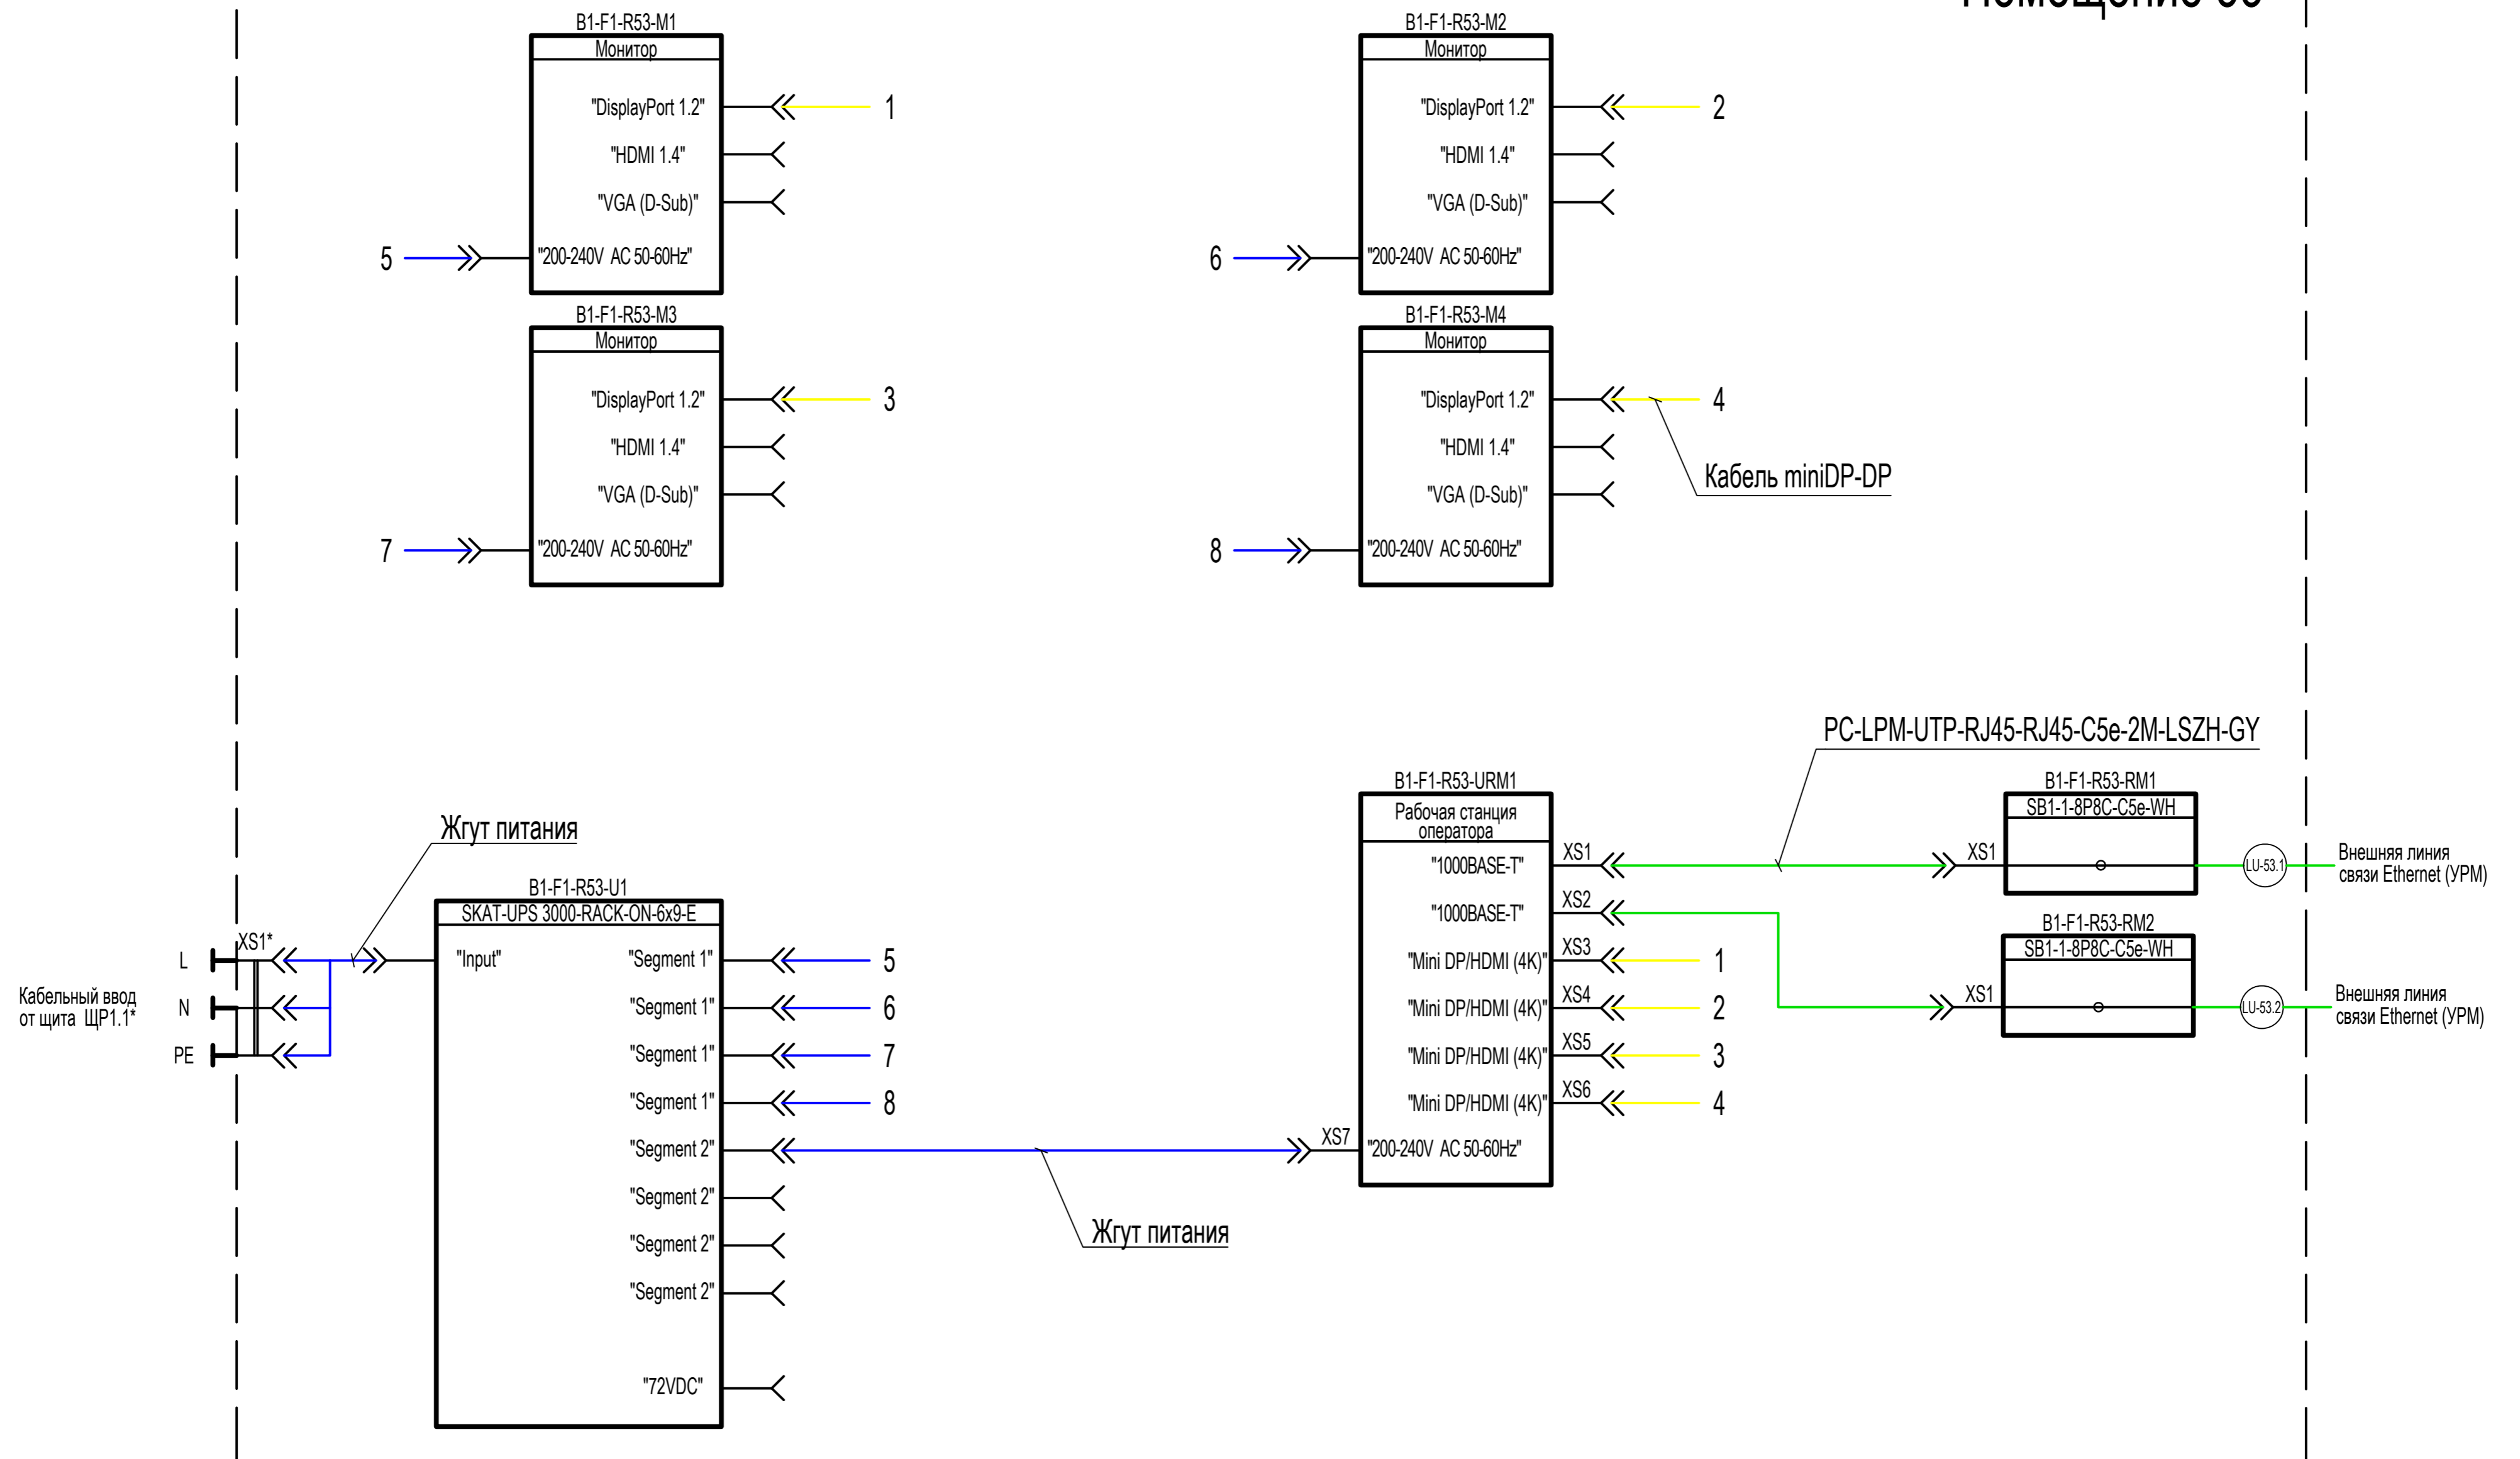 B1-F1-R53-M1
Монитор
"DisplayPort 1.2"
1
"HDMI 1.4"
"VGA (D-Sub)"
5
"200-240V AC 50-60Hz"
B1-F1-R53-M2
Монитор
"DisplayPort 1.2"
2
"HDMI 1.4"
"VGA (D-Sub)"
6
"200-240V AC 50-60Hz"
B1-F1-R53-M3
Монитор
"DisplayPort 1.2"
3
"HDMI 1.4"
"VGA (D-Sub)"
7
"200-240V AC 50-60Hz"
B1-F1-R53-M4
Монитор
"DisplayPort 1.2"
4
"HDMI 1.4"
"VGA (D-Sub)"
Кабель miniDP-DP
8
"200-240V AC 50-60Hz"
Жгут питания
B1-F1-R53-U1
SKAT-UPS 3000-RACK-ON-6x9-E
Кабельный ввод
от щита ЩР1.1*
L
N
PE
XS1*
"Input"
"Segment 1"
5
"Segment 1"
6
"Segment 1"
7
"Segment 1"
8
"Segment 2"
"Segment 2"
"Segment 2"
"Segment 2"
"72VDC"
Жгут питания
PC-LPM-UTP-RJ45-RJ45-C5e-2M-LSZH-GY
B1-F1-R53-URM1
Рабочая станция
оператора
"1000BASE-T"
XS1
"1000BASE-T"
XS2
"Mini DP/HDMI (4K)"
XS3
1
"Mini DP/HDMI (4K)"
XS4
2
"Mini DP/HDMI (4K)"
XS5
3
"Mini DP/HDMI (4K)"
XS6
4
XS7
"200-240V AC 50-60Hz"
B1-F1-R53-RM1
SB1-1-8P8C-C5e-WH
XS1
LU-53.1
Внешняя линия
связи Ethernet (УРМ)
B1-F1-R53-RM2
SB1-1-8P8C-C5e-WH
XS1
LU-53.2
Внешняя линия
связи Ethernet (УРМ)